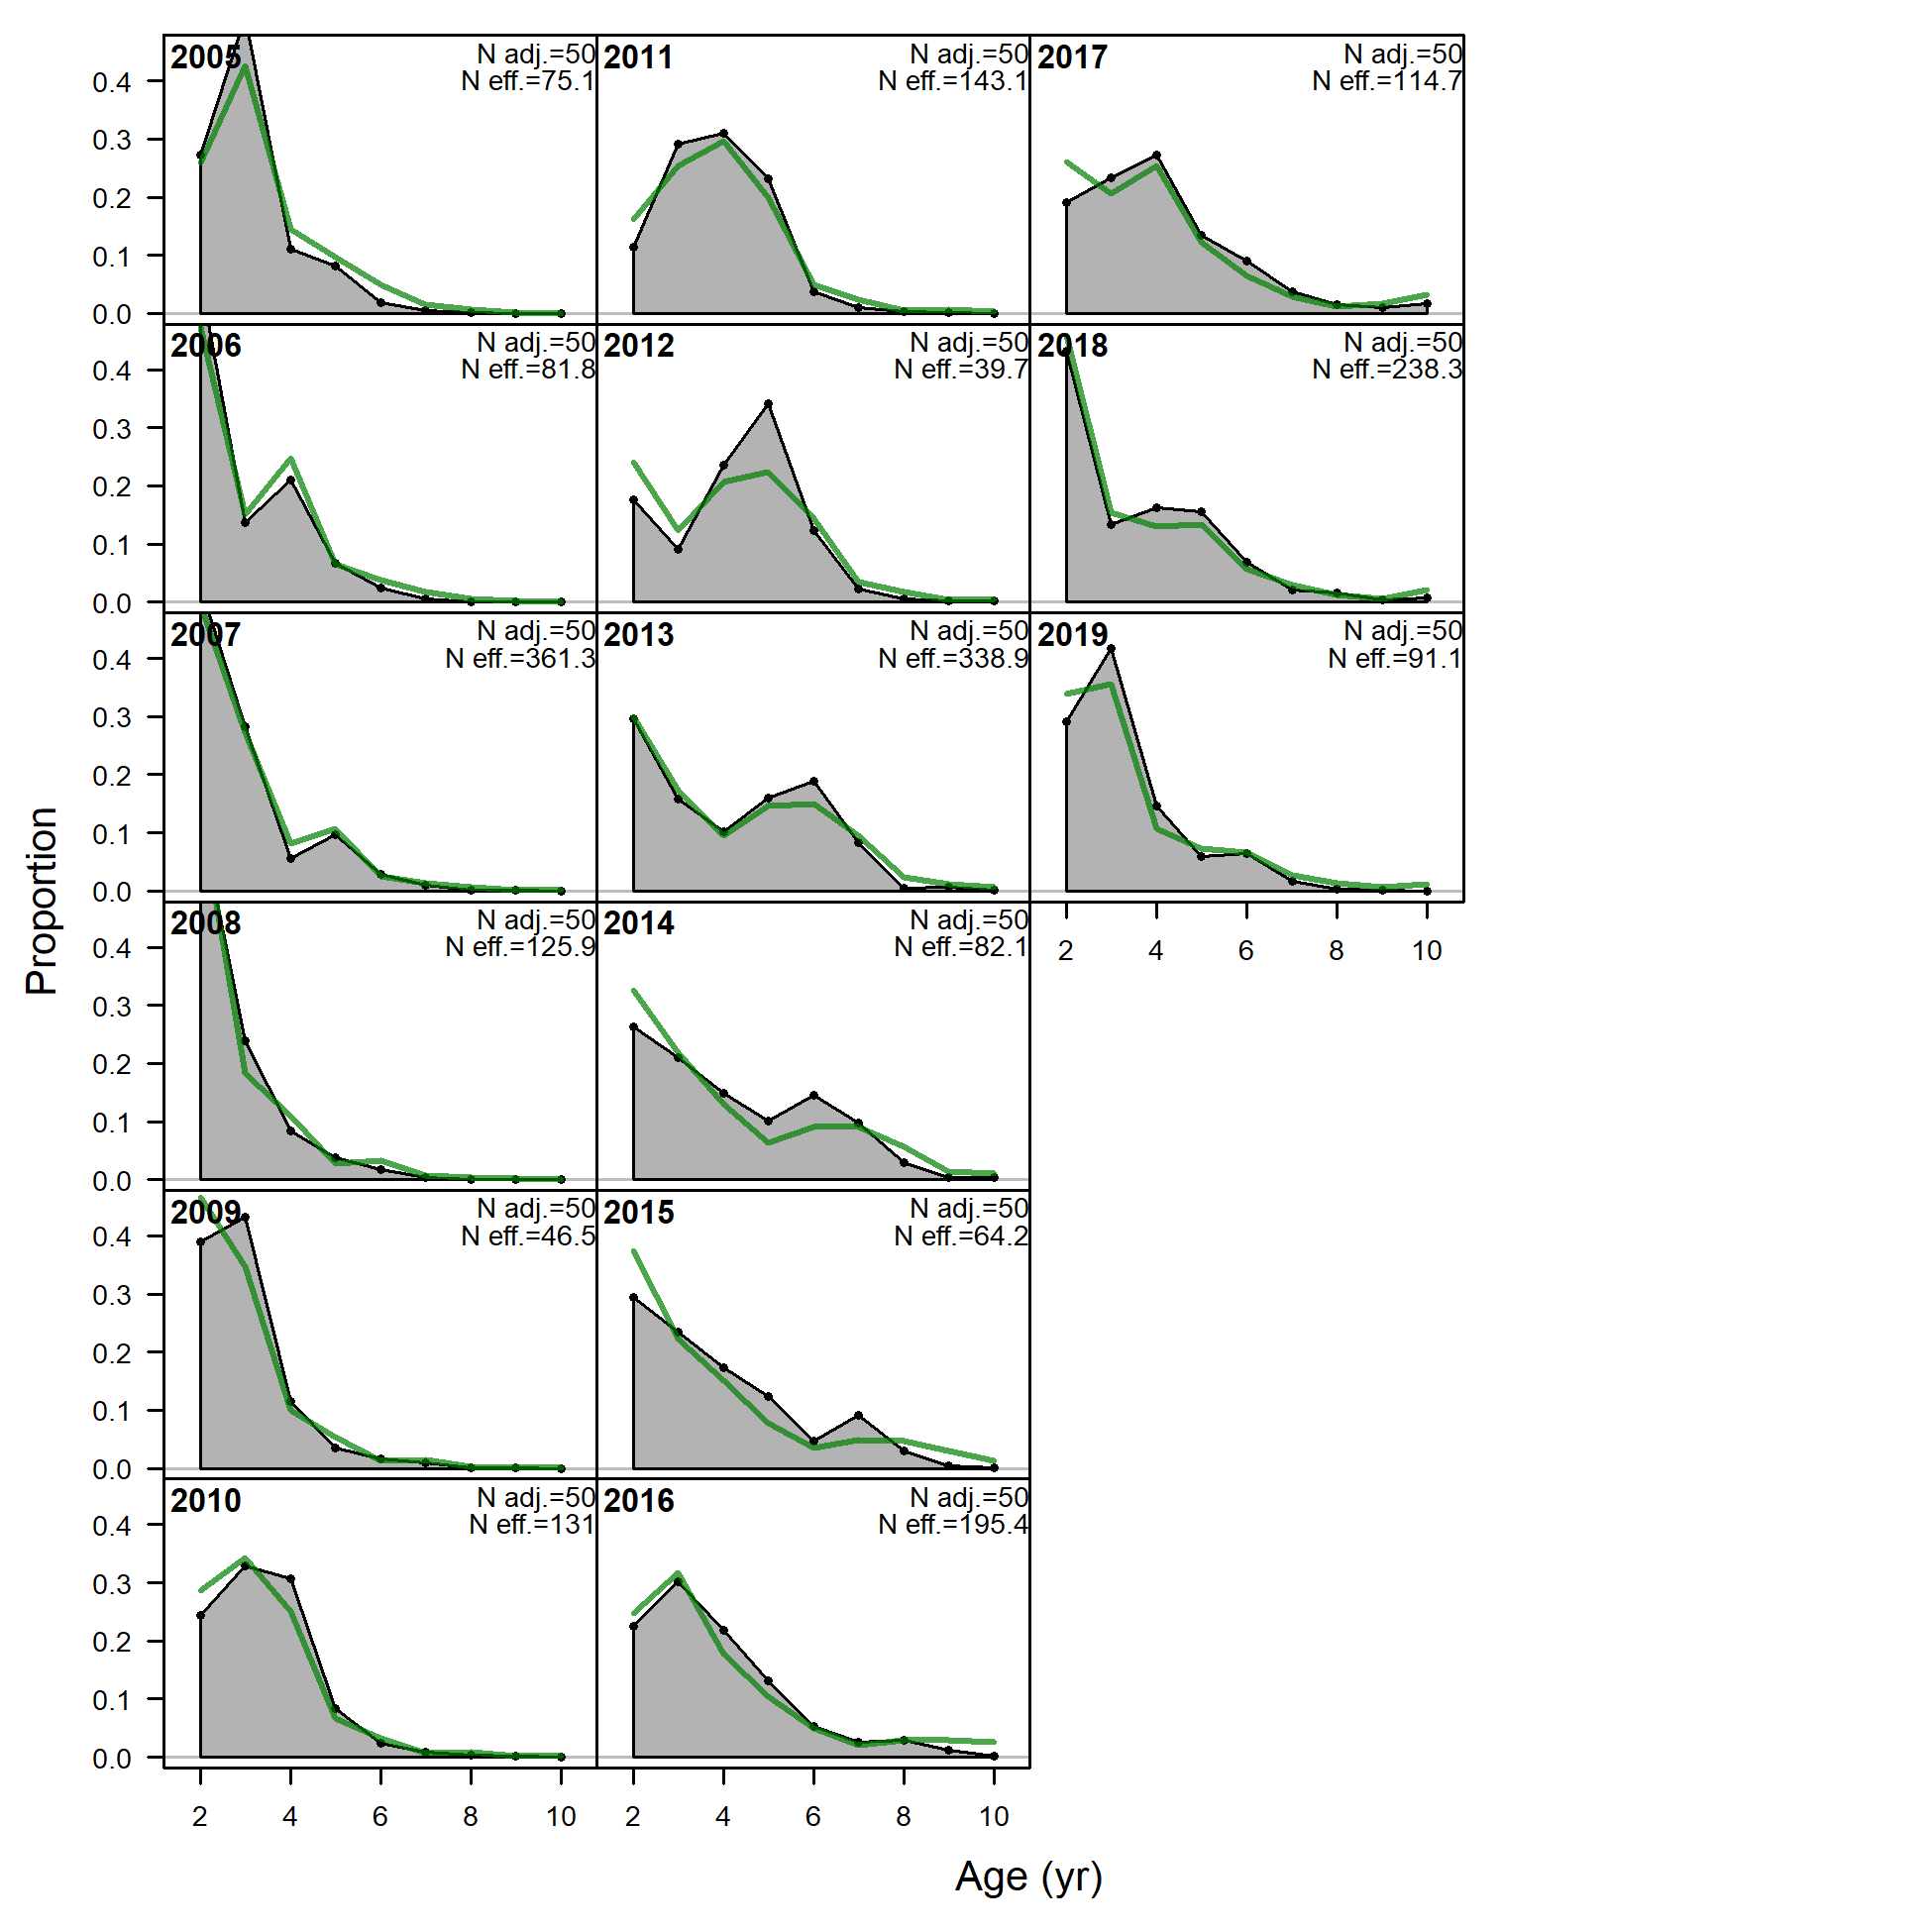 Proportion
2005
N adj.=50
N eff.=75.1
0.4
0.3
0.2
0.1
0.0
2006
N adj.=50
N eff.=81.8
0.4
0.3
0.2
0.1
0.0
2007
N adj.=50
N eff.=361.3
0.4
0.3
0.2
0.1
0.0
2008
N adj.=50
N eff.=125.9
0.4
0.3
0.2
0.1
0.0
2009
N adj.=50
N eff.=46.5
0.4
0.3
0.2
0.1
0.0
2010
N adj.=50
N eff.=131
0.4
0.3
0.2
0.1
0.0
2 4 6 8 10
2011
N adj.=50
N eff.=143.1
2012
N adj.=50
N eff.=39.7
2013
N adj.=50
N eff.=338.9
2014
N adj.=50
N eff.=82.1
2015
N adj.=50
N eff.=64.2
2016
N adj.=50
N eff.=195.4
2 4 6 8 10
2017
N adj.=50
N eff.=114.7
2018
N adj.=50
N eff.=238.3
2019
N adj.=50
N eff.=91.1
2 4 6 8 10
Age (yr)